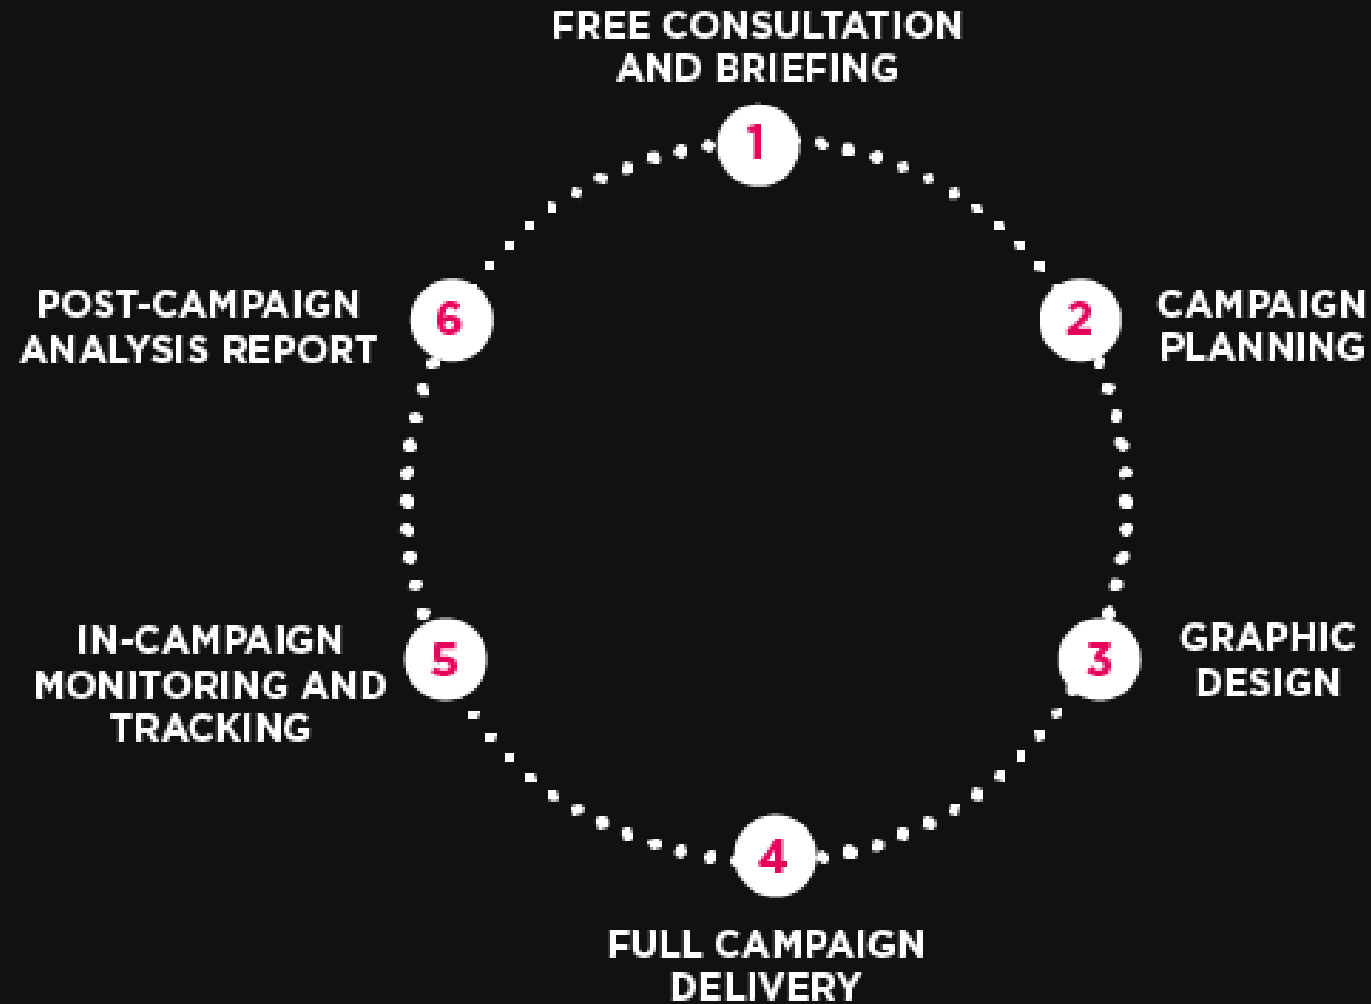 FREE CONSULTATION
AND BRIEFING
1
2
CAMPAIGN
PLANNING
3
GRAPHIC
DESIGN
4
FULL CAMPAIGN
DELIVERY
5
IN-CAMPAIGN
MONITORING AND
TRACKING
6
POST-CAMPAIGN
ANALYSIS REPORT